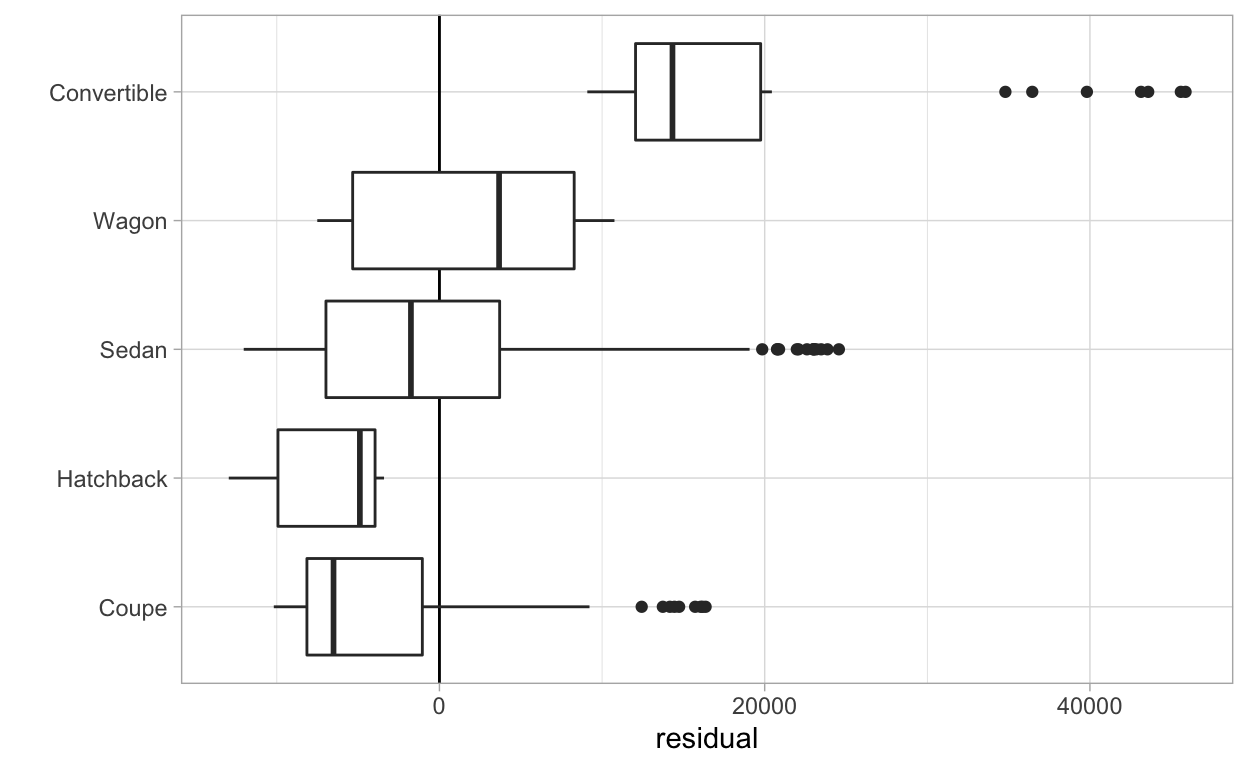 Convertible
Wagon
Sedan
Hatchback
Coupe
0 20000 40000
residual